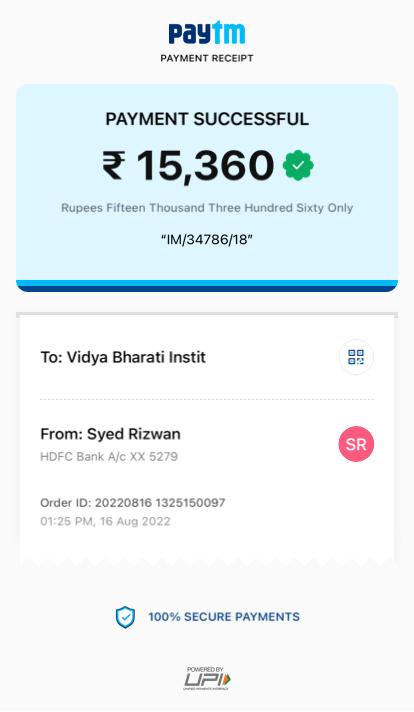 paytm
PAYMENT RECEIPT
PAYMENT SUCCESSFUL
₹ 15,360
Rupees Fifteen Thousand Three Hundred Sixty Only
“IM/34786/18”
To: Vidya Bharati Instit
From: Syed Rizwan
SR
HDFC Bank A/c XX 5279
Order ID: 20220816 1325150097
01:25 PM, 16 Aug 2022
100% SECURE PAYMENTS
POWERED BY
UPI
UNIFIED PAYMENTS INTERFACE